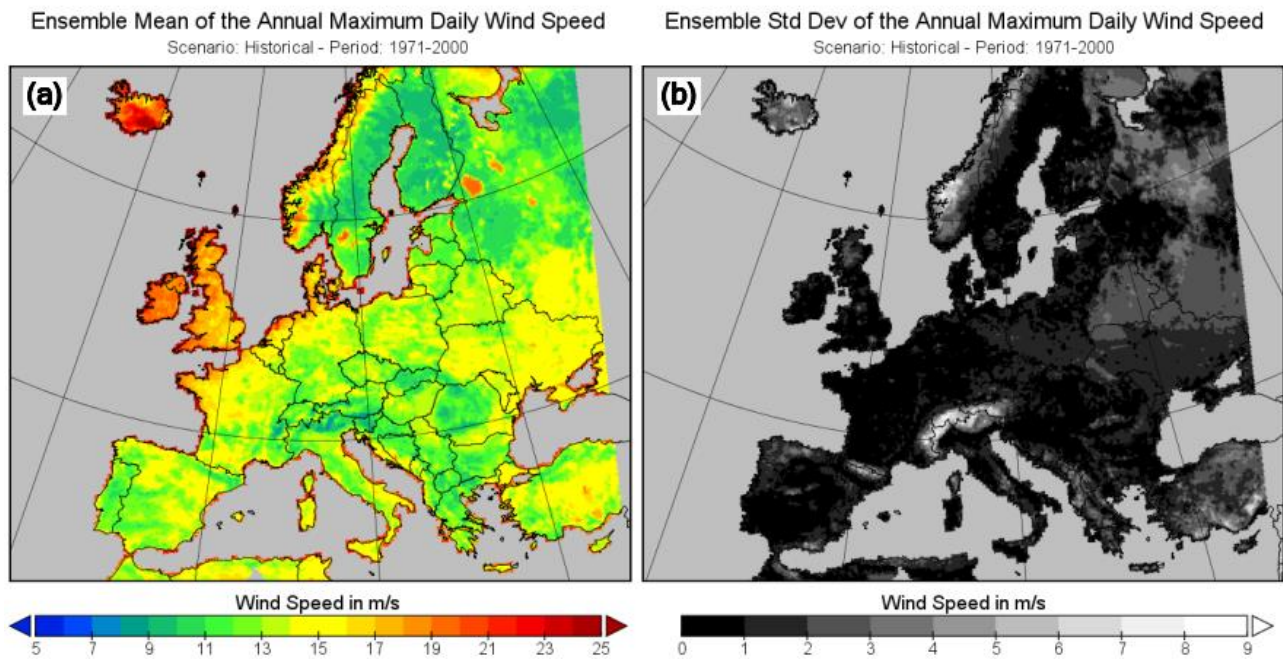 Ensemble Mean of the Annual Maximum Daily Wind Speed
Scenario: Historical - Period: 1971-2000
(a)
Wind Speed in m/s
5 7 9 11 13 15 17 19 21 23 25
Ensemble Std Dev of the Annual Maximum Daily Wind Speed
Scenario: Historical - Period: 1971-2000
(b)
Wind Speed in m/s
0 1 2 3 4 5 6 7 8 9